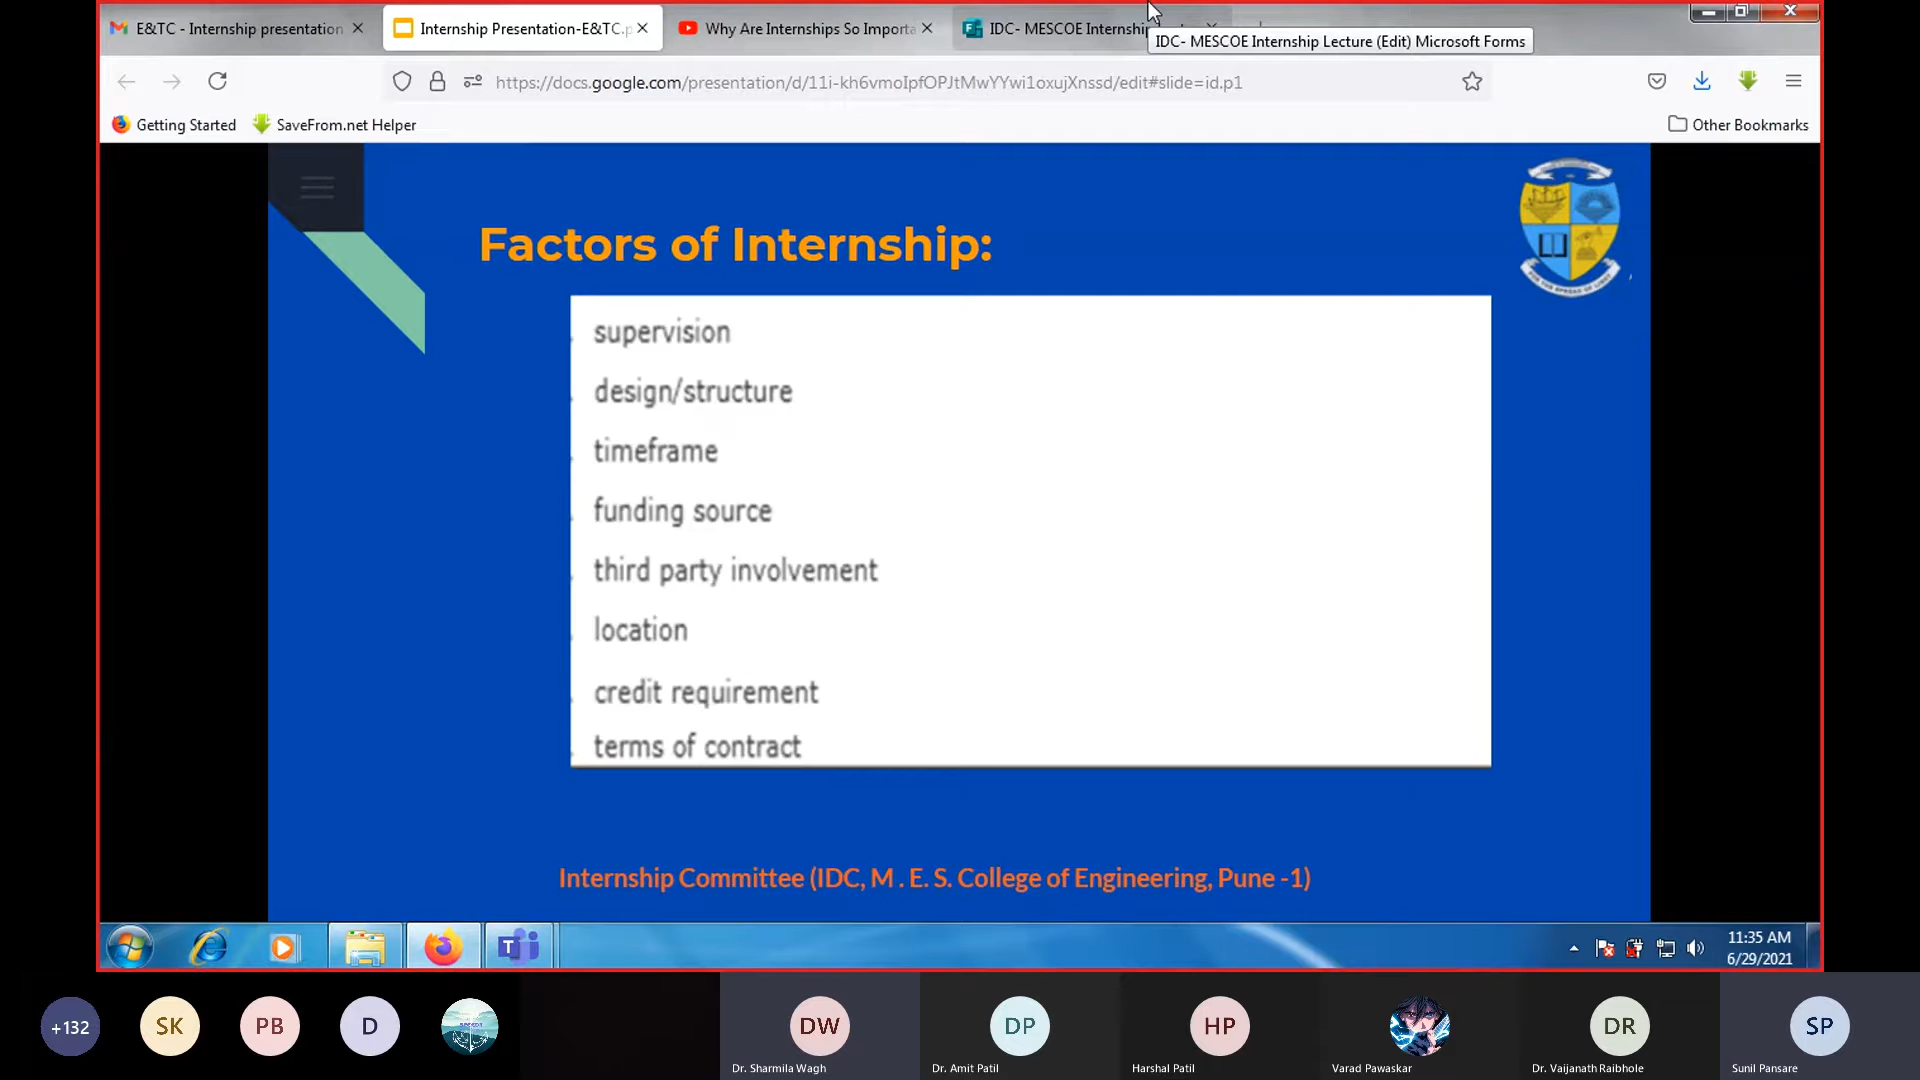 E&TC - Internship presentation
Internship Presentation-E&TC.p
Why Are Internships So Importa
IDC- MESCOE Internship
IDC- MESCOE Internship Lecture (Edit) Microsoft Forms
https://docs.google.com/presentation/d/11i-kh6vmoIpfOPJtMwYYwi1oxujXnssd/edit#slide=id.p1
Getting Started
SaveFrom.net Helper
Other Bookmarks
Factors of Internship:
supervision
design/structure
timeframe
funding source
third party involvement
location
credit requirement
terms of contract
Internship Committee (IDC, M . E. S. College of Engineering, Pune -1)
11:35 AM
6/29/2021
+132
SK
PB
D
DW
DP
HP
DR
SP
Dr. Sharmila Wagh
Dr. Amit Patil
Harshal Patil
Varad Pawaskar
Dr. Vaijanath Raibhole
Sunil Pansare